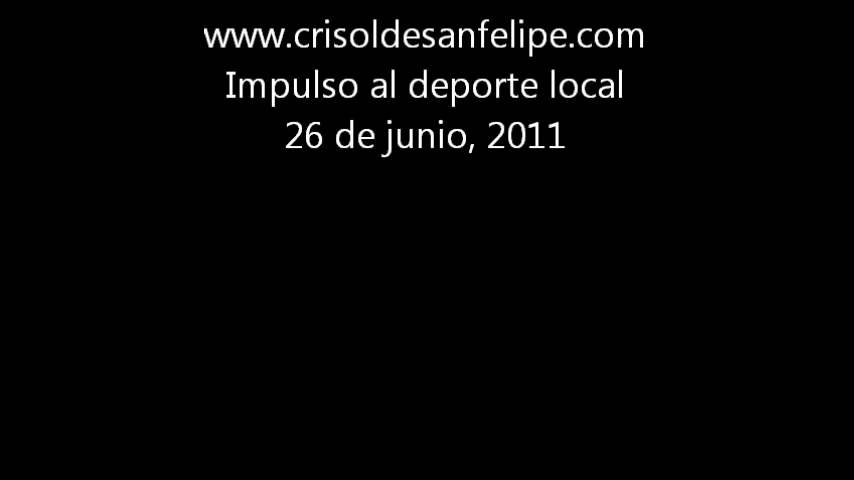 www.crisoldesanfelipe.com
Impulso al deporte local
26 de junio, 2011